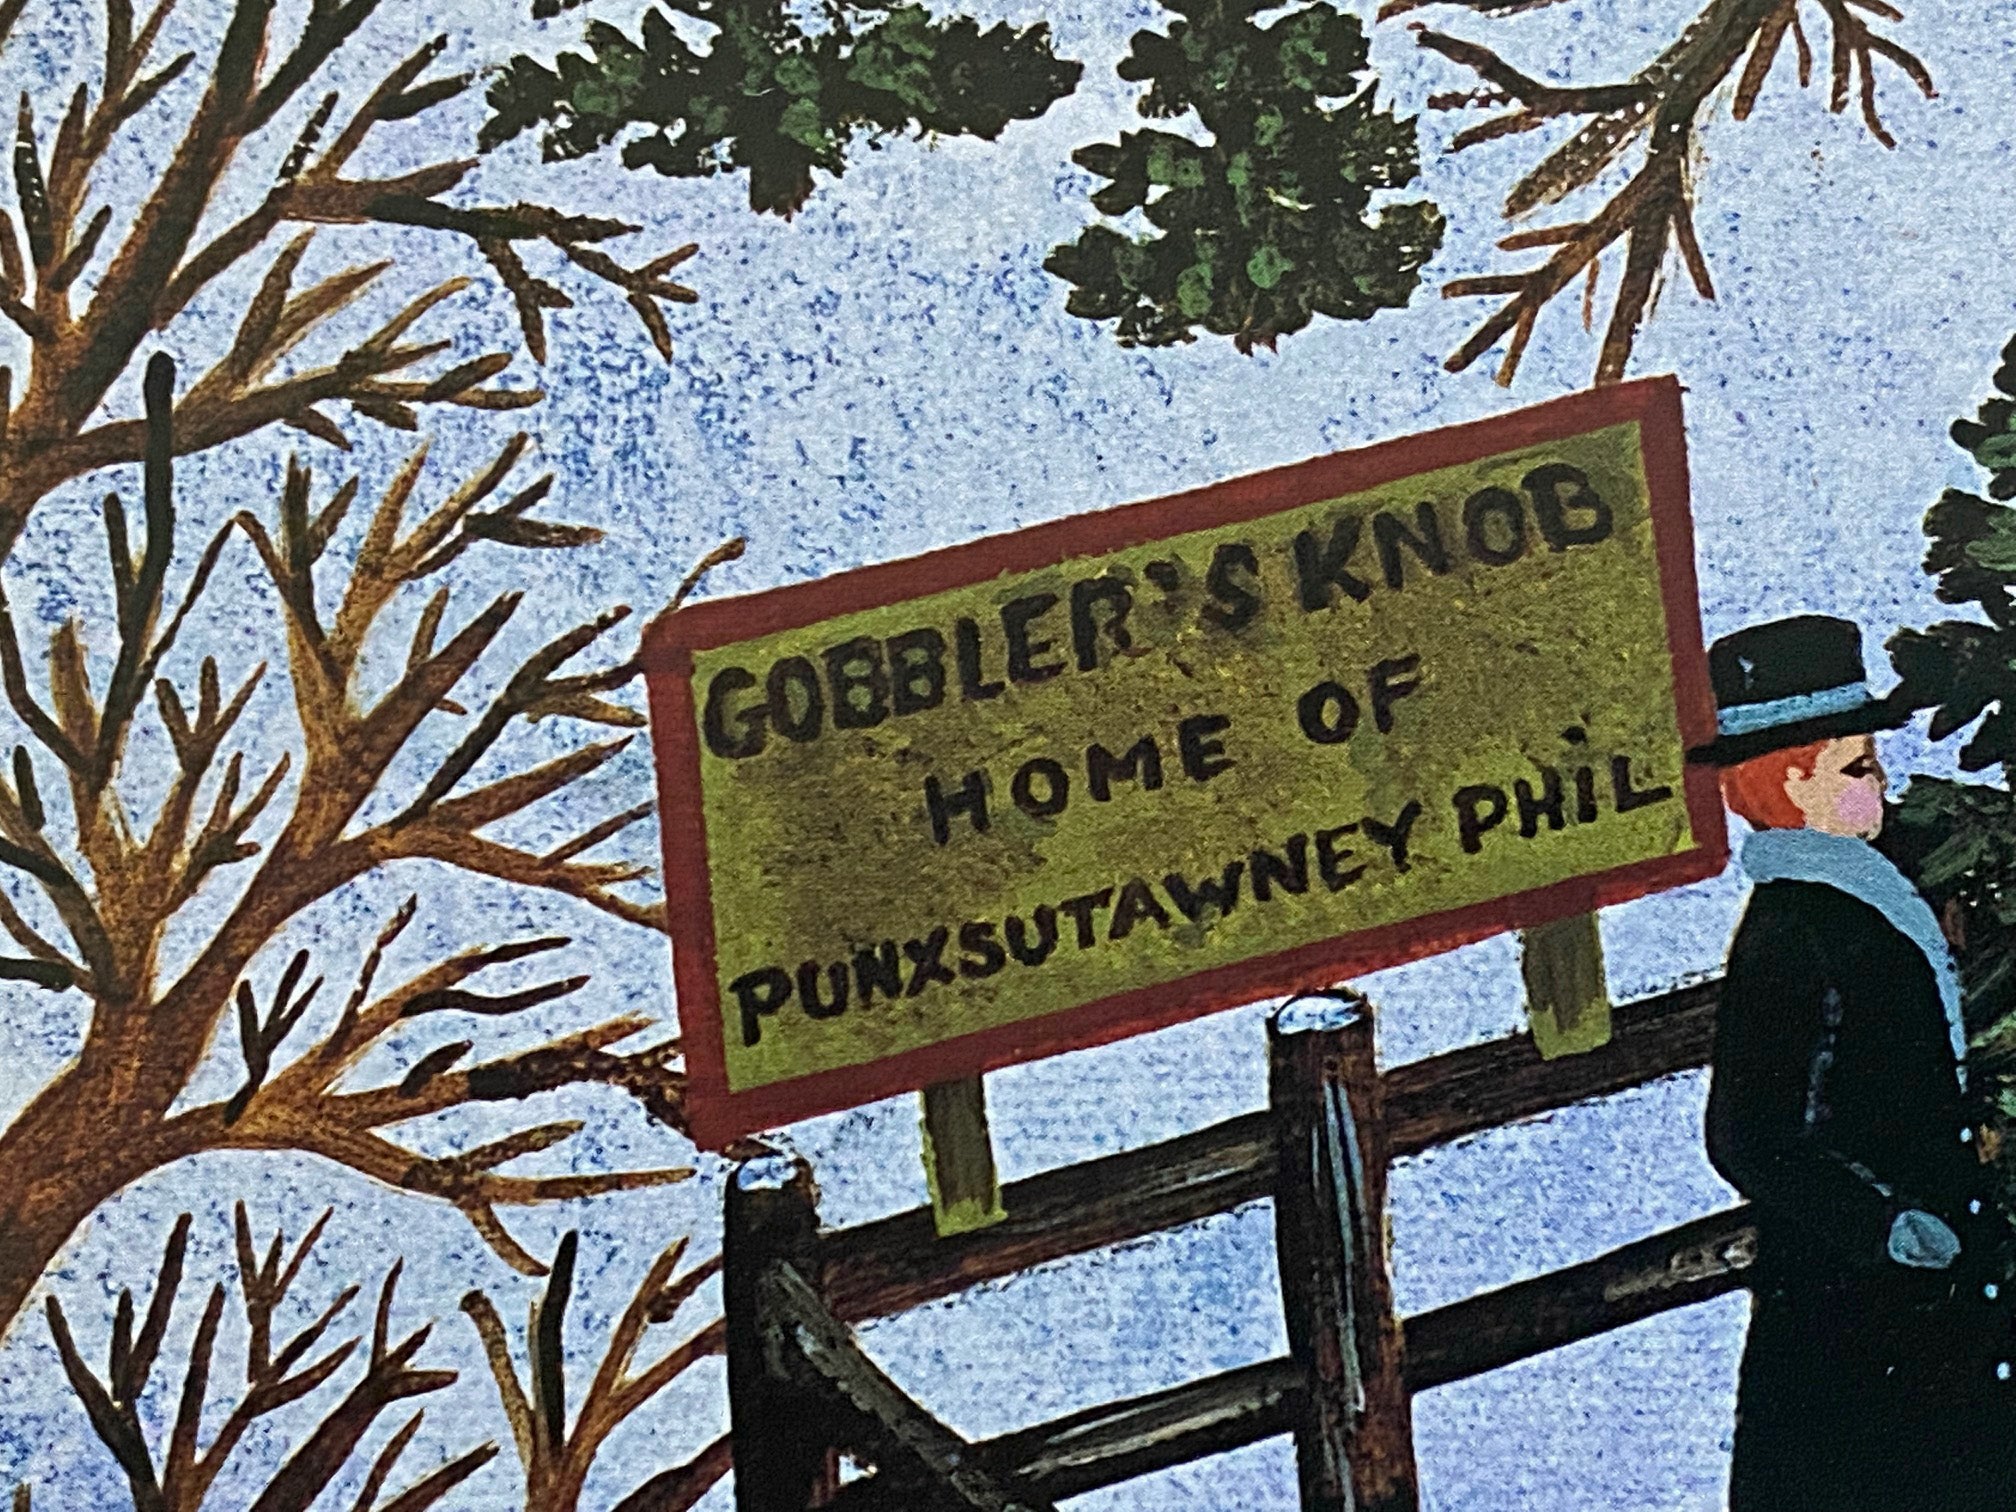 GOBBLER'S KNOB
HOME OF
PUNXSUTAWNEY PHiL